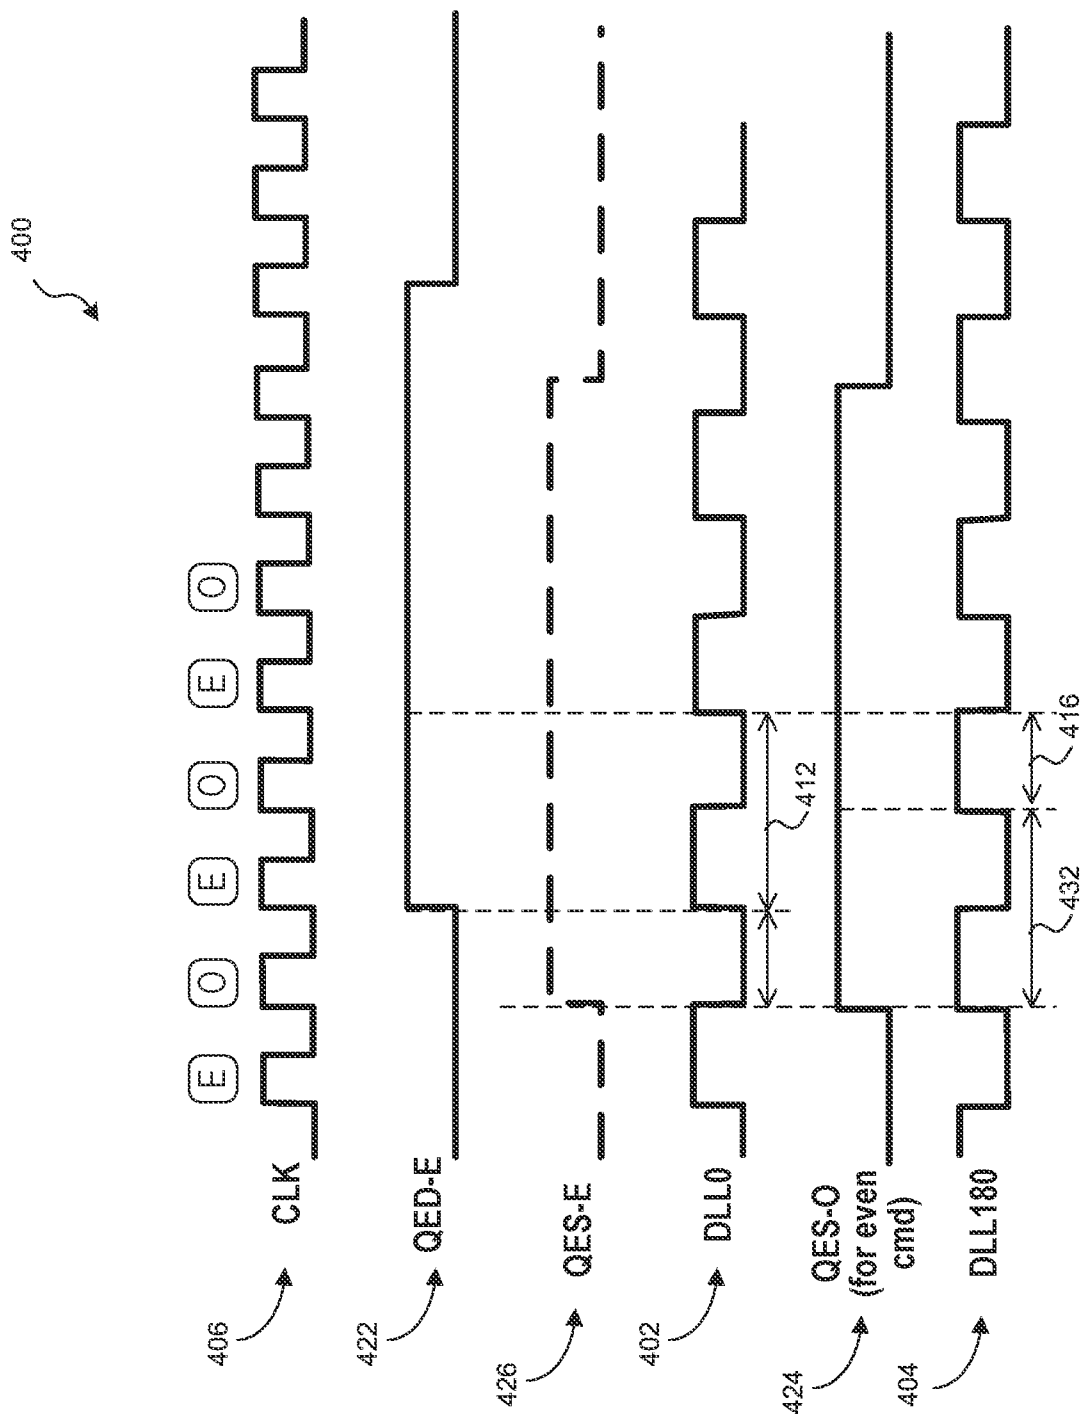 400
E O E O E O
406 CLK
422 QED-E
426 QES-E
402 DLL0
412
424 QES-O
(for even
cmd)
404 DLL180
432 416